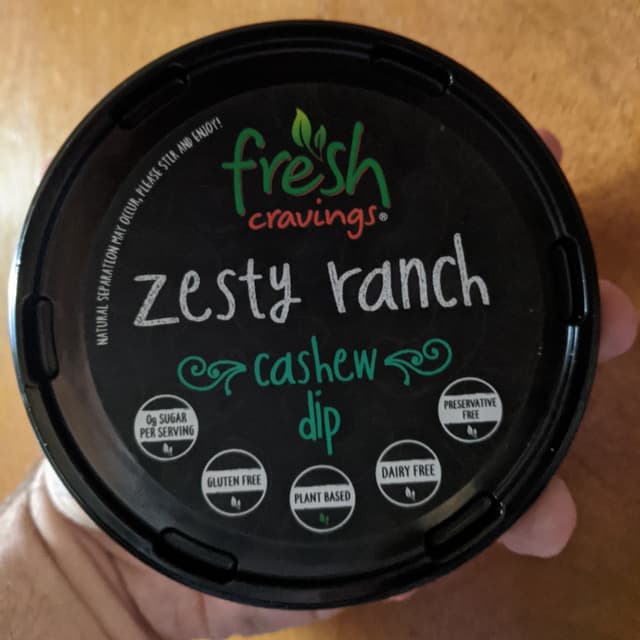 NATURAL SEPARATION MAY OCCUR, PLEASE STIR AND ENJOY!
fresh
cravings®
zesty ranch
cashew
dip
0g SUGAR
PER SERVING
GLUTEN FREE
PLANT BASED
DAIRY FREE
PRESERVATIVE
FREE